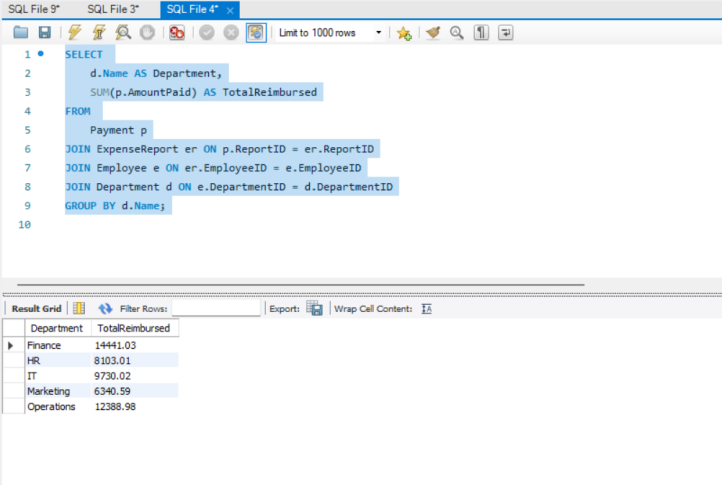 SQL File 9* SQL File 3* SQL File 4* ×
Limit to 1000 rows
1 SELECT
2 d.Name AS Department,
3 SUM(p.AmountPaid) AS TotalReimbursed
4 FROM
5 Payment p
6 JOIN ExpenseReport er ON p.ReportID = er.ReportID
7 JOIN Employee e ON er.EmployeeID = e.EmployeeID
8 JOIN Department d ON e.DepartmentID = d.DepartmentID
9 GROUP BY d.Name;
10
Result Grid Filter Rows: Export: Wrap Cell Content: IA
Department TotalReimbursed
Finance 14441.03
HR 8103.01
IT 9730.02
Marketing 6340.59
Operations 12388.98